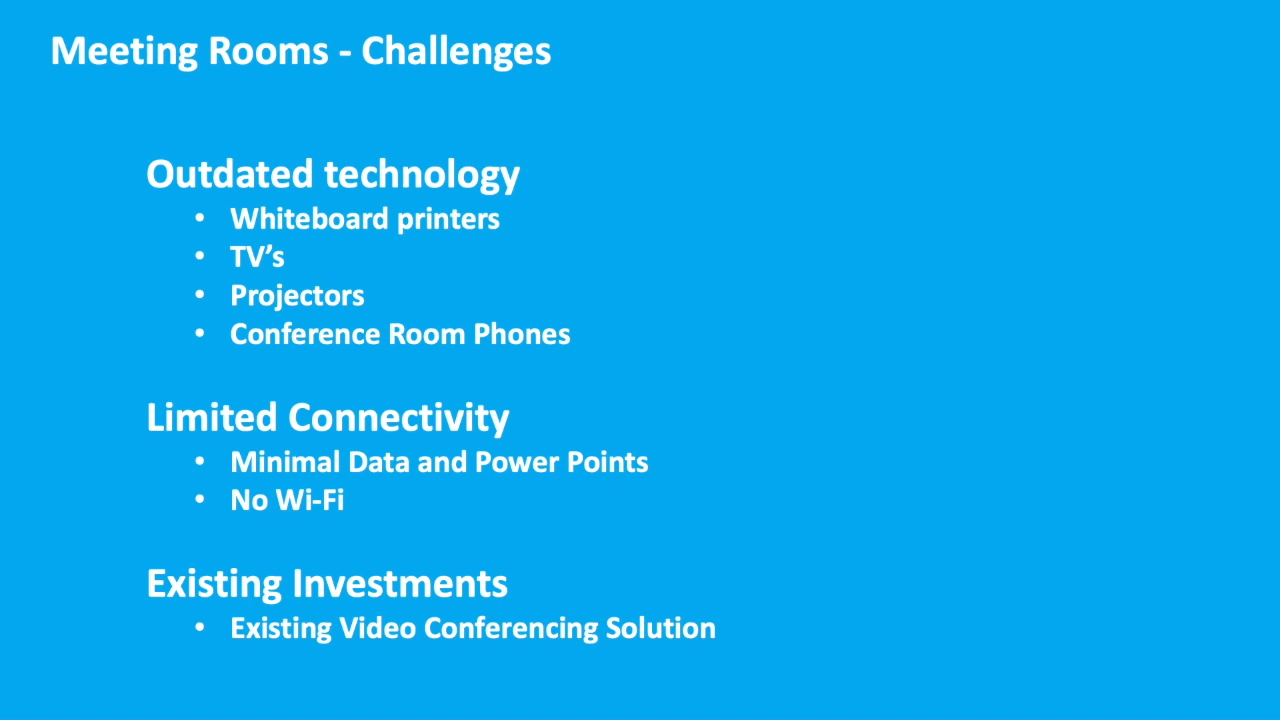 Meeting Rooms - Challenges
Outdated technology
• Whiteboard printers
• TV’s
• Projectors
• Conference Room Phones
Limited Connectivity
• Minimal Data and Power Points
• No Wi-Fi
Existing Investments
• Existing Video Conferencing Solution